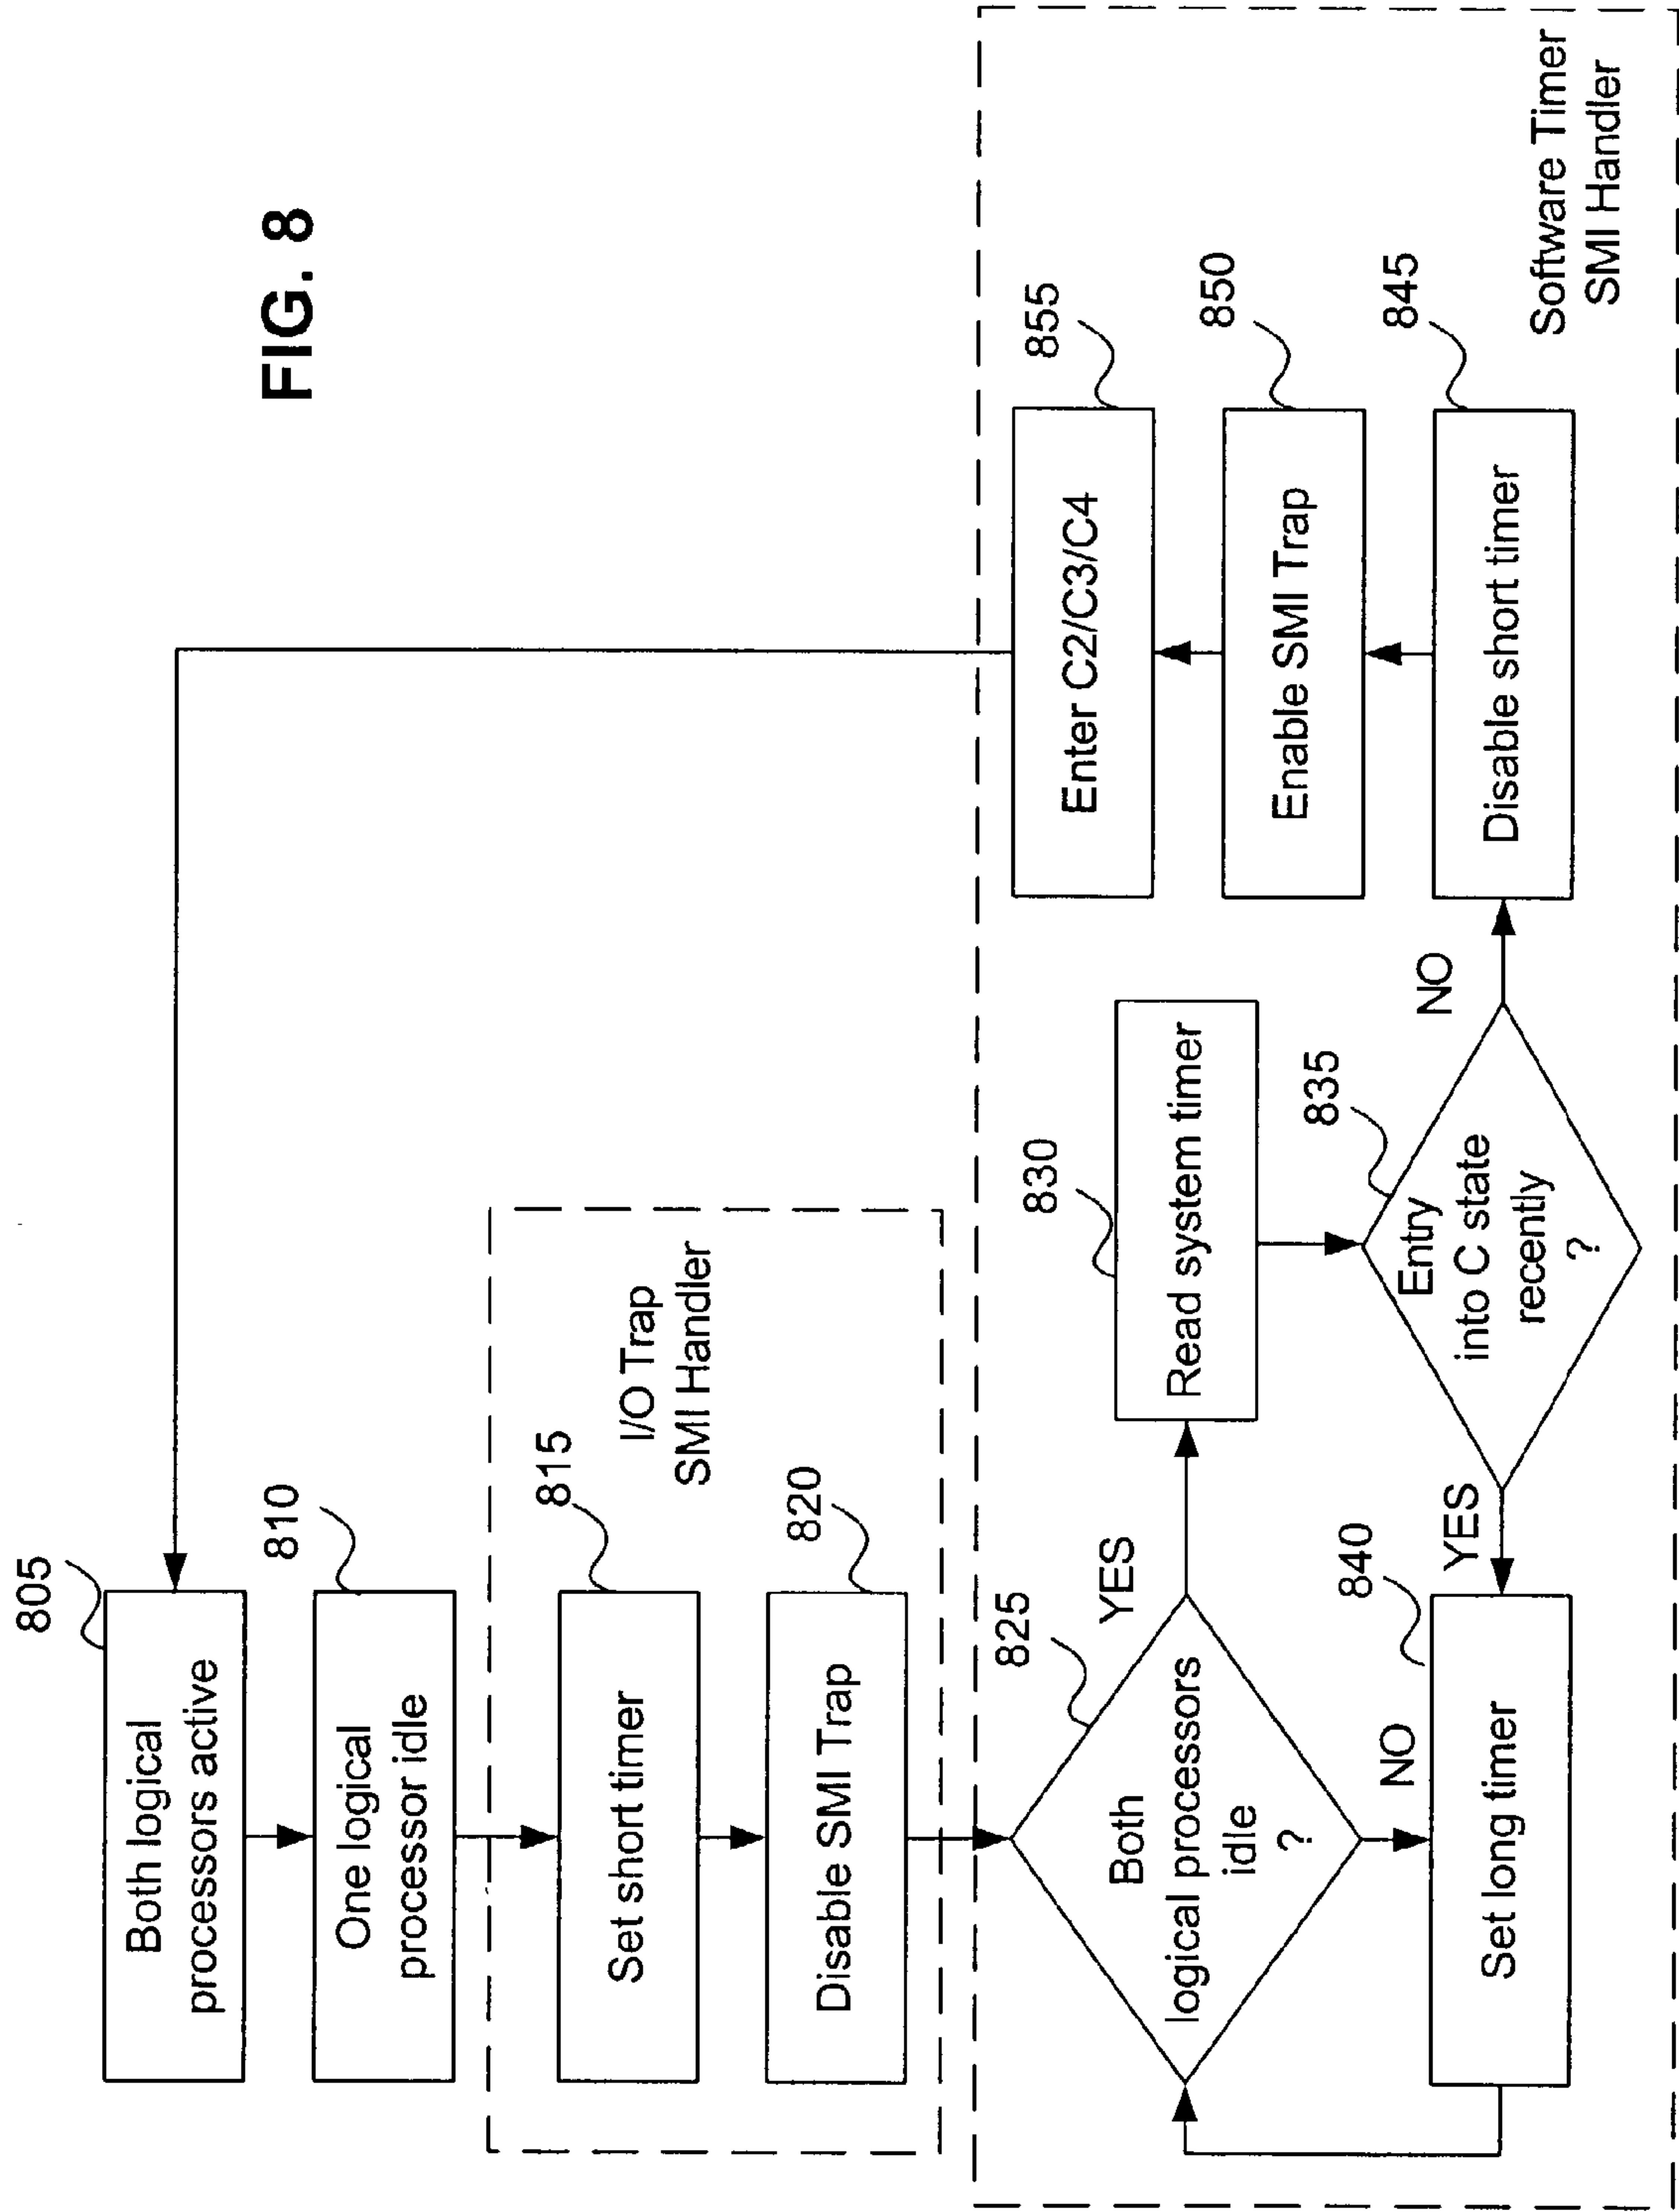 FIG. 8
805
Both logical
processors active
810
One logical
processor idle
I/O Trap
SMI Handler
815
Set short timer
820
Disable SMI Trap
825
Both
logical processors
idle
?
YES
NO
830
Read system timer
835
Entry
into C state
recently
?
YES
NO
840
Set long timer
855
Enter C2/C3/C4
850
Enable SMI Trap
845
Disable short timer
Software Timer
SMI Handler